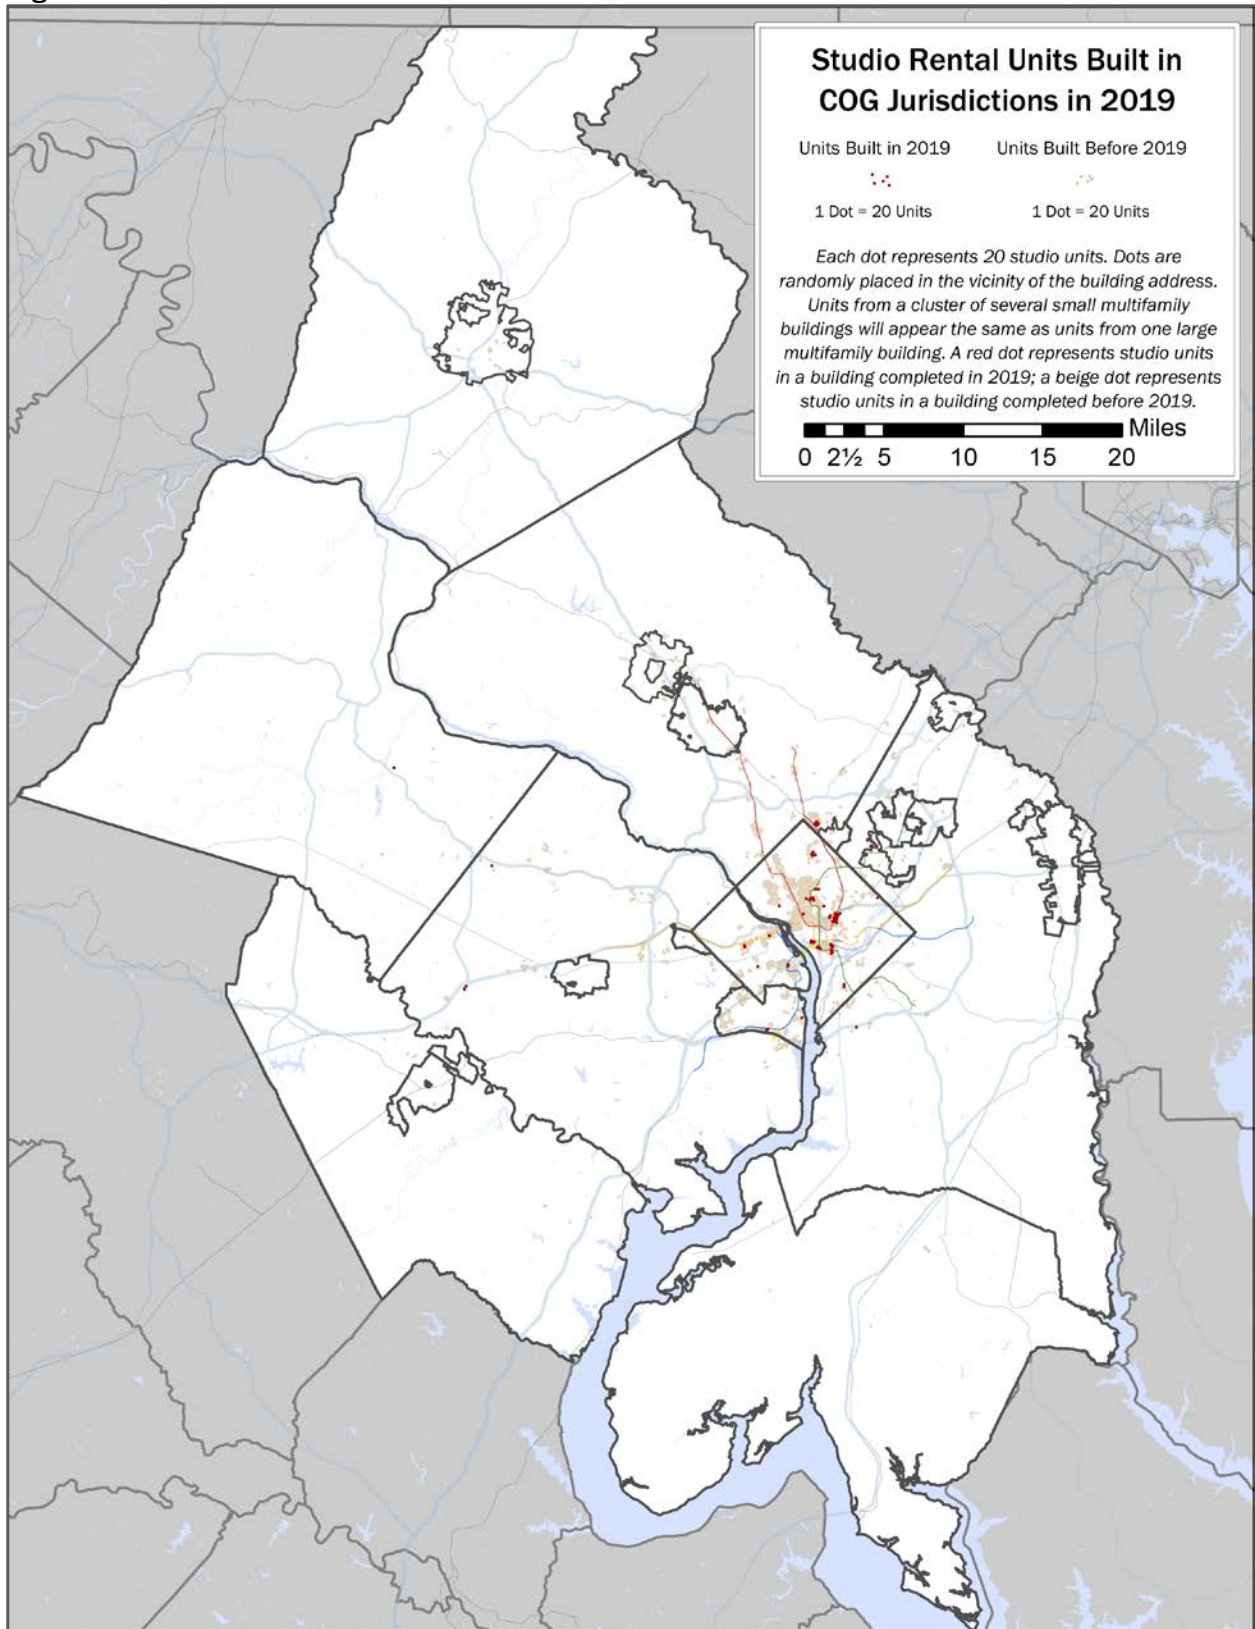 Studio Rental Units Built in
COG Jurisdictions in 2019
Units Built in 2019 Units Built Before 2019
1 Dot = 20 Units 1 Dot = 20 Units
Each dot represents 20 studio units. Dots are
randomly placed in the vicinity of the building address.
Units from a cluster of several small multifamily
buildings will appear the same as units from one large
multifamily building. A red dot represents studio units
in a building completed in 2019; a beige dot represents
studio units in a building completed before 2019.
Miles
0 2½ 5 10 15 20